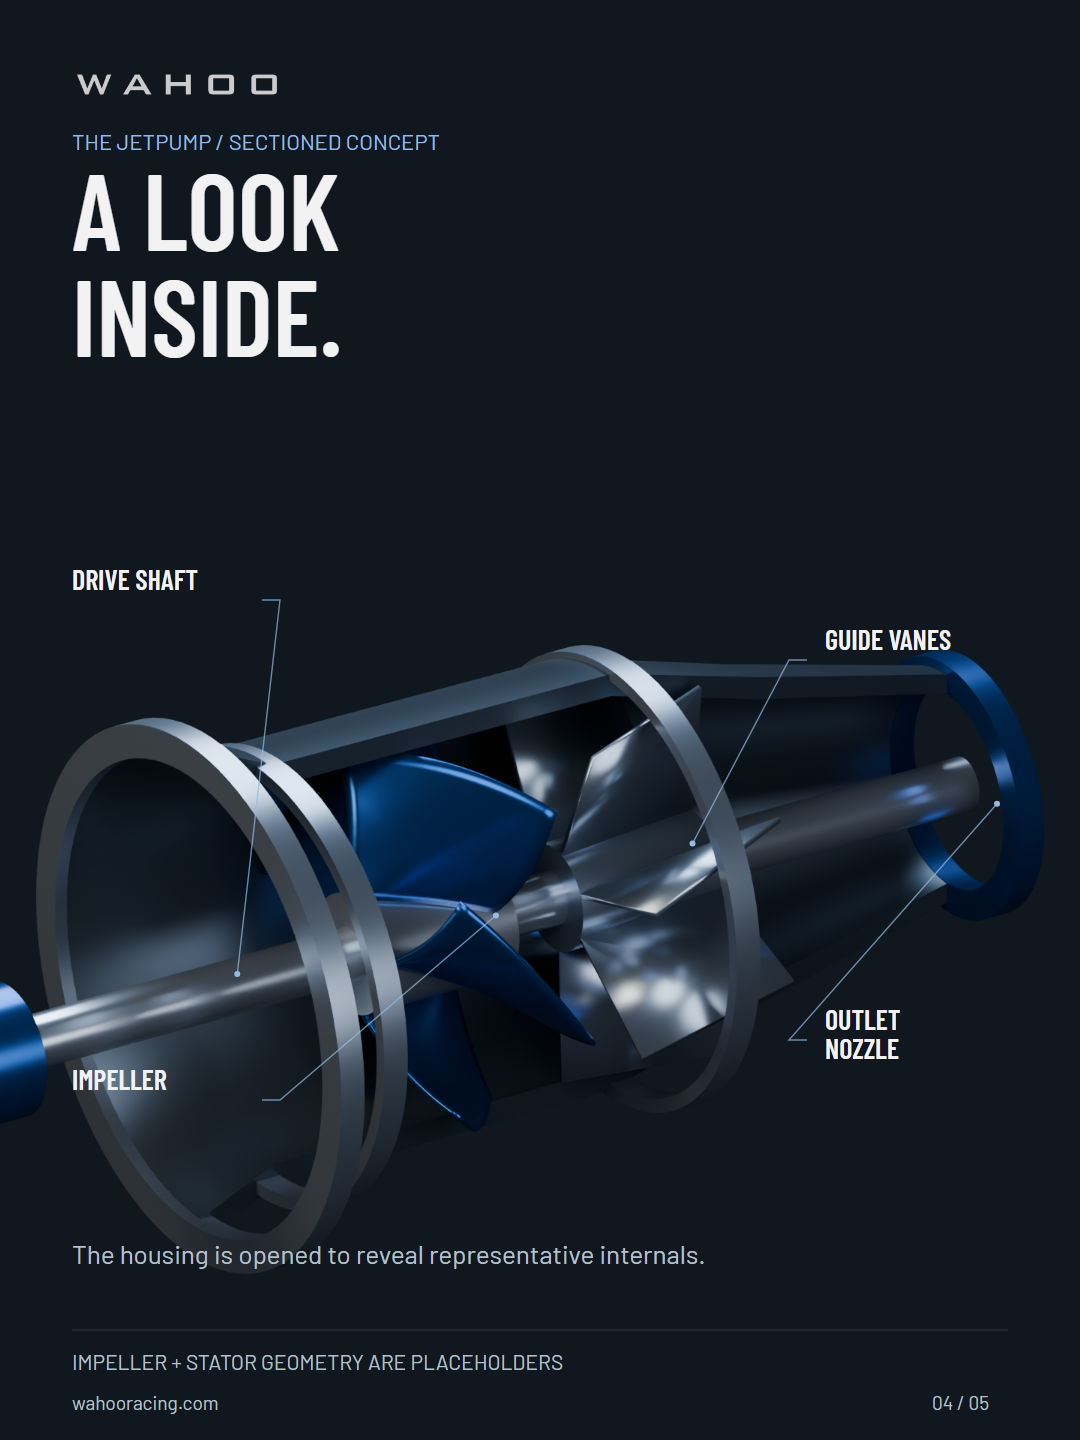 WAHOO
THE JETPUMP / SECTIONED CONCEPT
A LOOK
INSIDE.
DRIVE SHAFT
GUIDE VANES
OUTLET
NOZZLE
IMPELLER
The housing is opened to reveal representative internals.
IMPELLER + STATOR GEOMETRY ARE PLACEHOLDERS
wahooracing.com
04 / 05